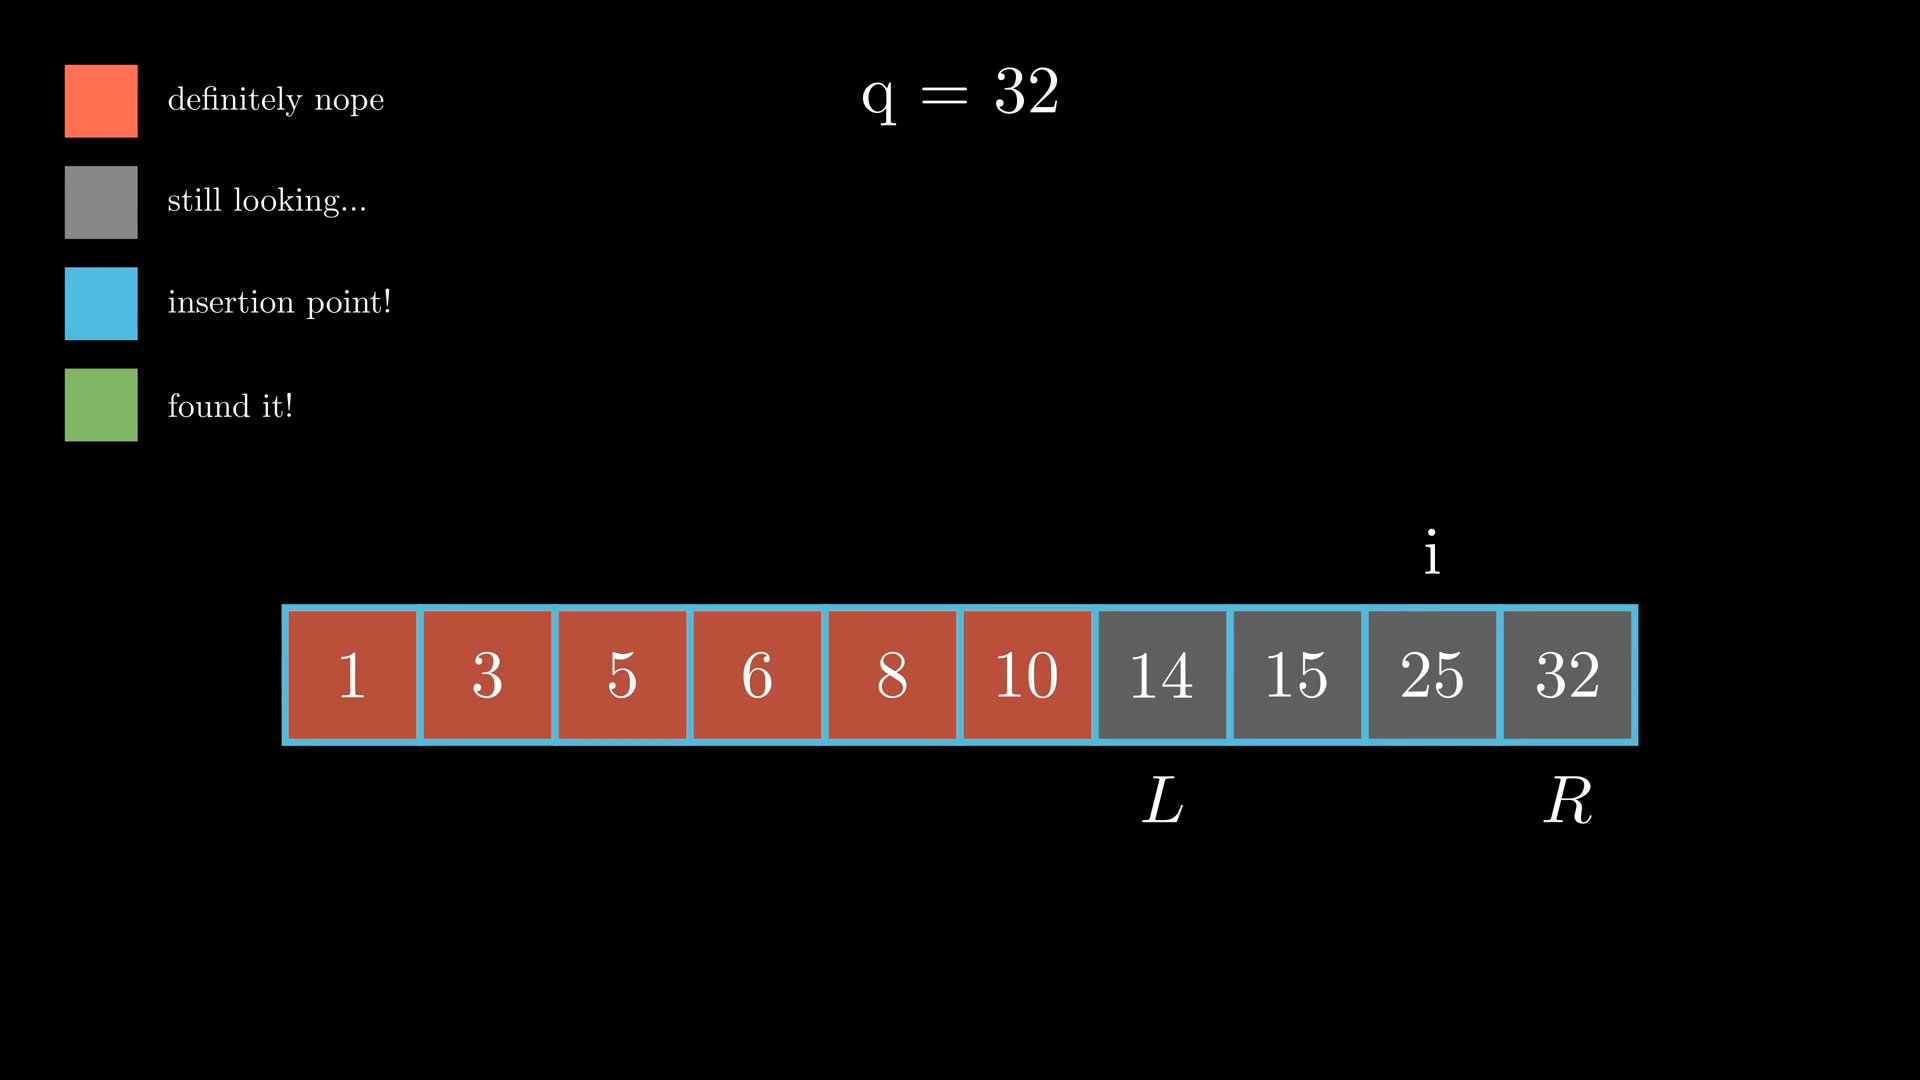 q = 32
definitely nope
still looking...
insertion point!
found it!
i
1 3 5 6 8 10 14 15 25 32
L R